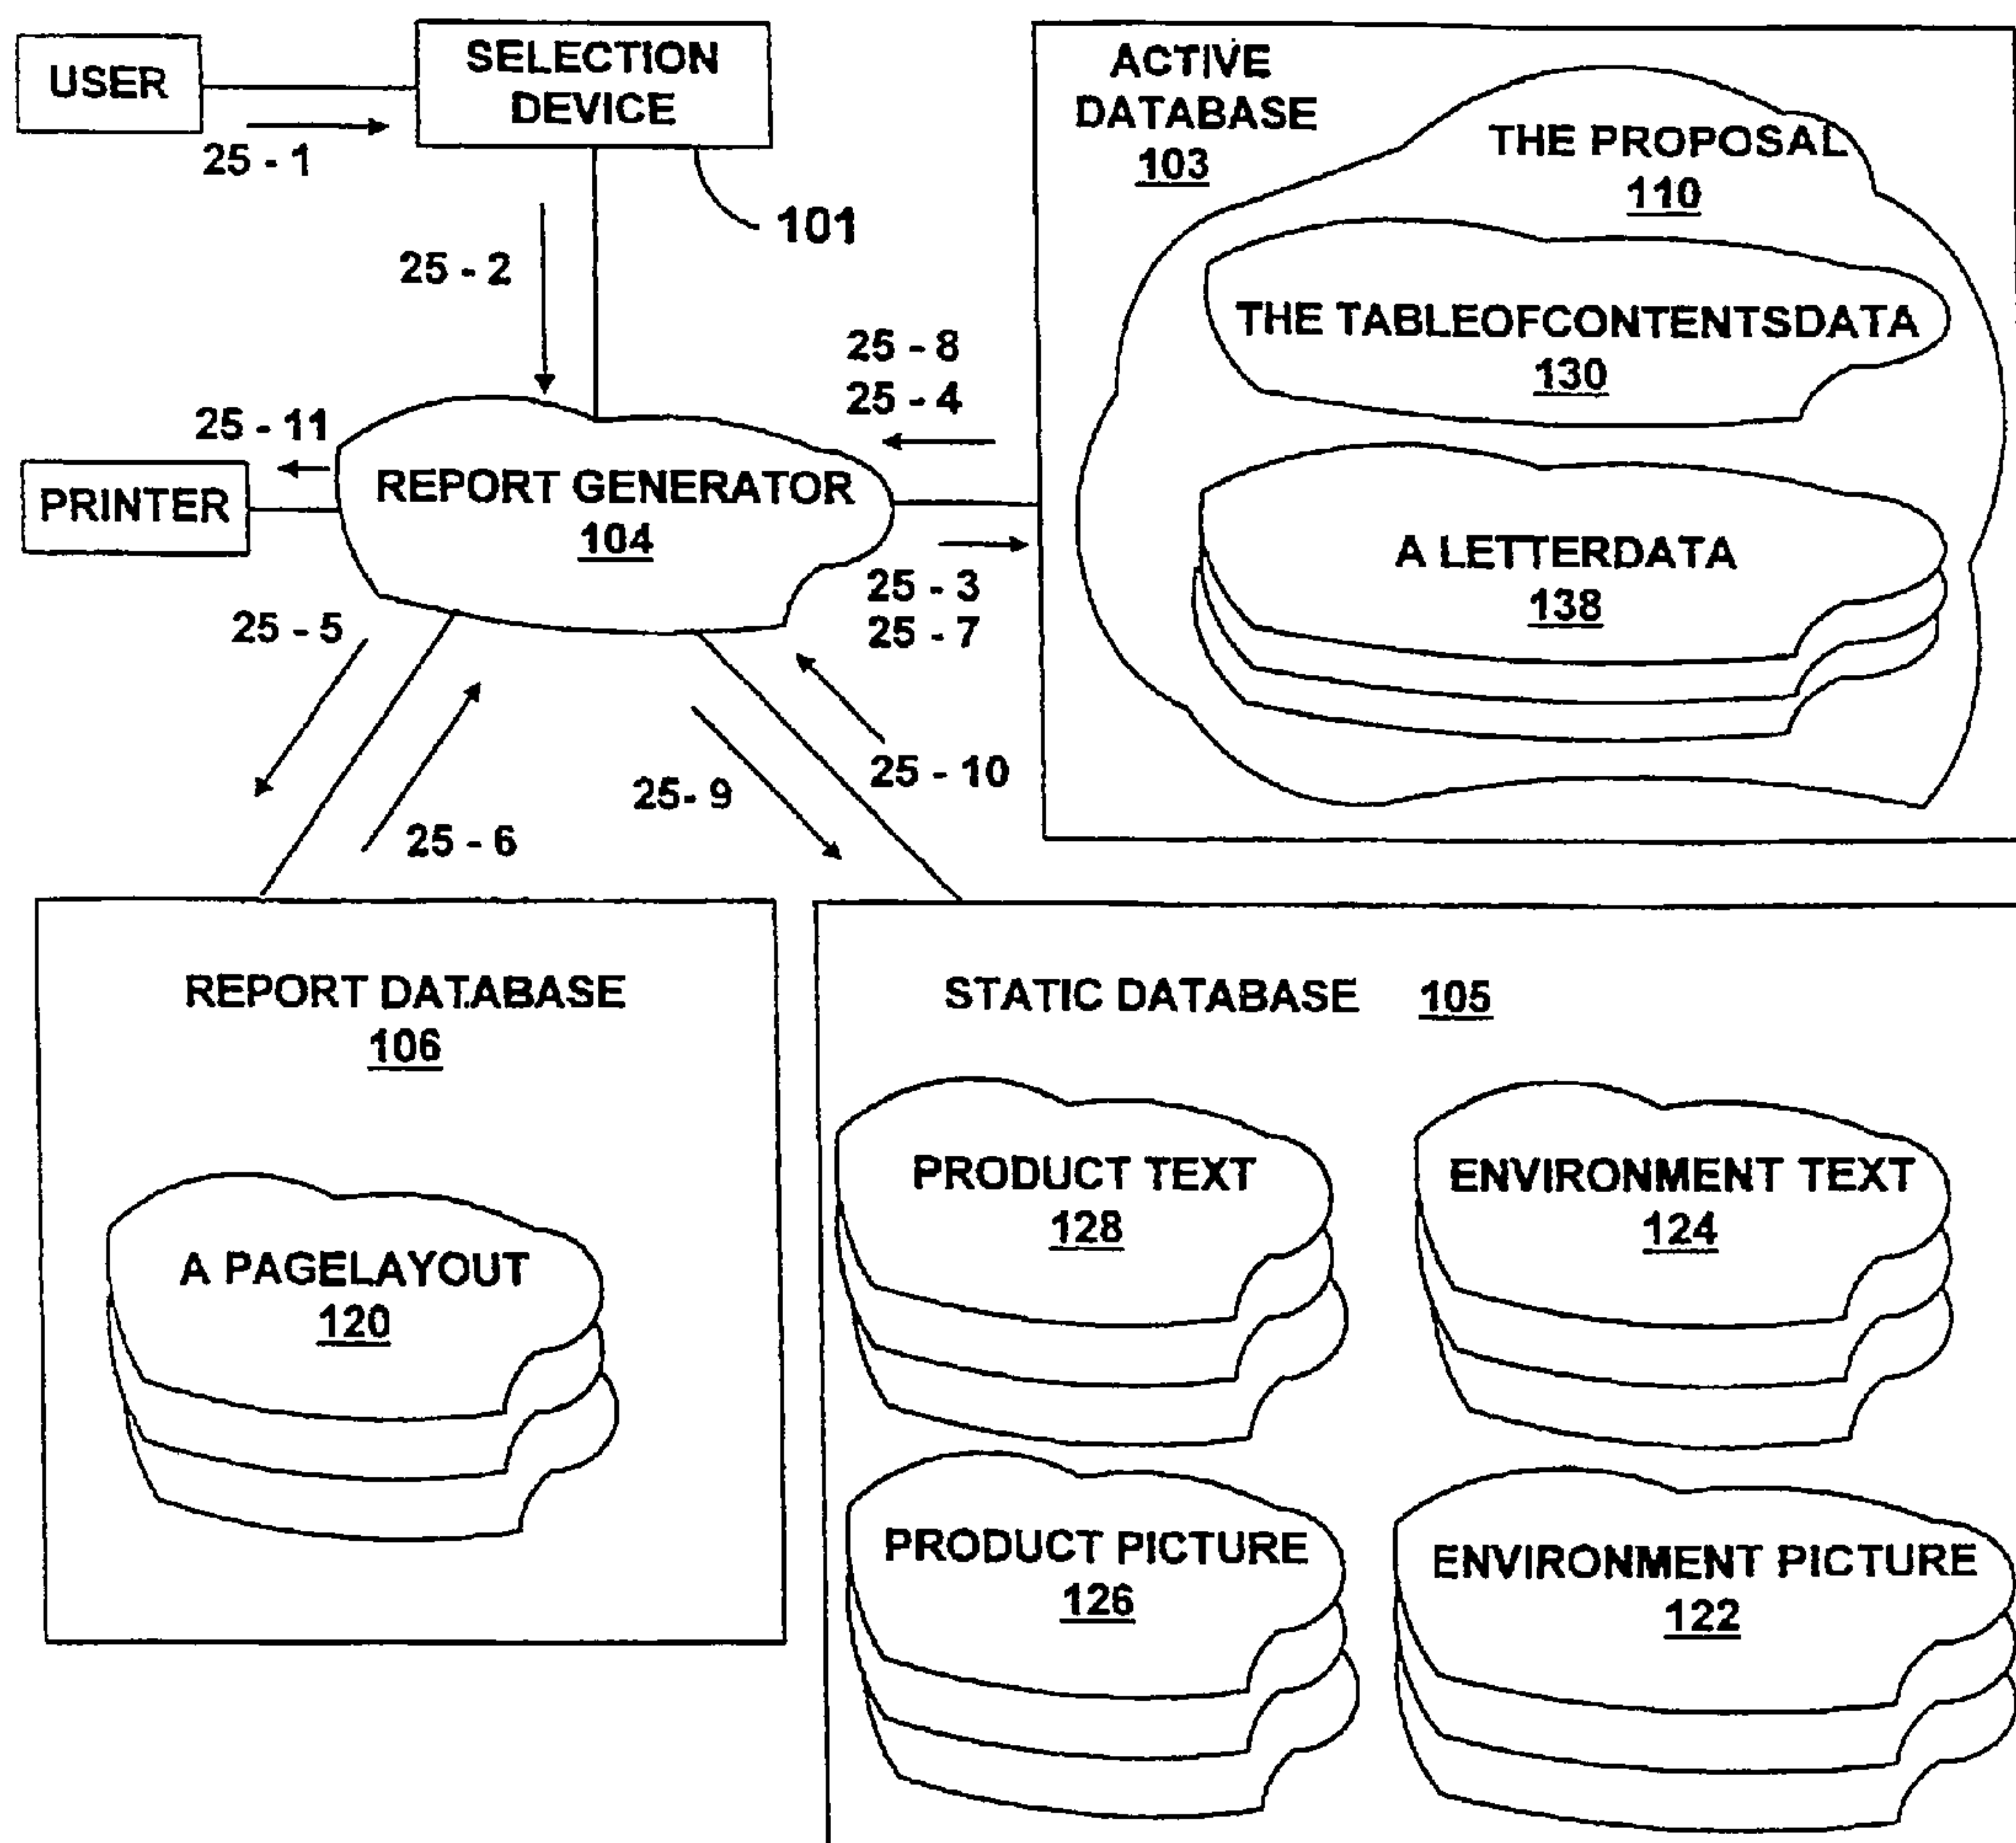 USER
SELECTION
DEVICE
25 - 1
101
25 - 2
ACTIVE
DATABASE
103
THE PROPOSAL
110
THE TABLEOFCONTENTSDATA
130
A LETTERDATA
138
25 - 8
25 - 4
25 - 11
PRINTER
REPORT GENERATOR
104
25 - 3
25 - 7
25 - 5
25 - 6
25- 9
25 - 10
REPORT DATABASE
106
A PAGELAYOUT
120
STATIC DATABASE 105
PRODUCT TEXT
128
ENVIRONMENT TEXT
124
PRODUCT PICTURE
126
ENVIRONMENT PICTURE
122